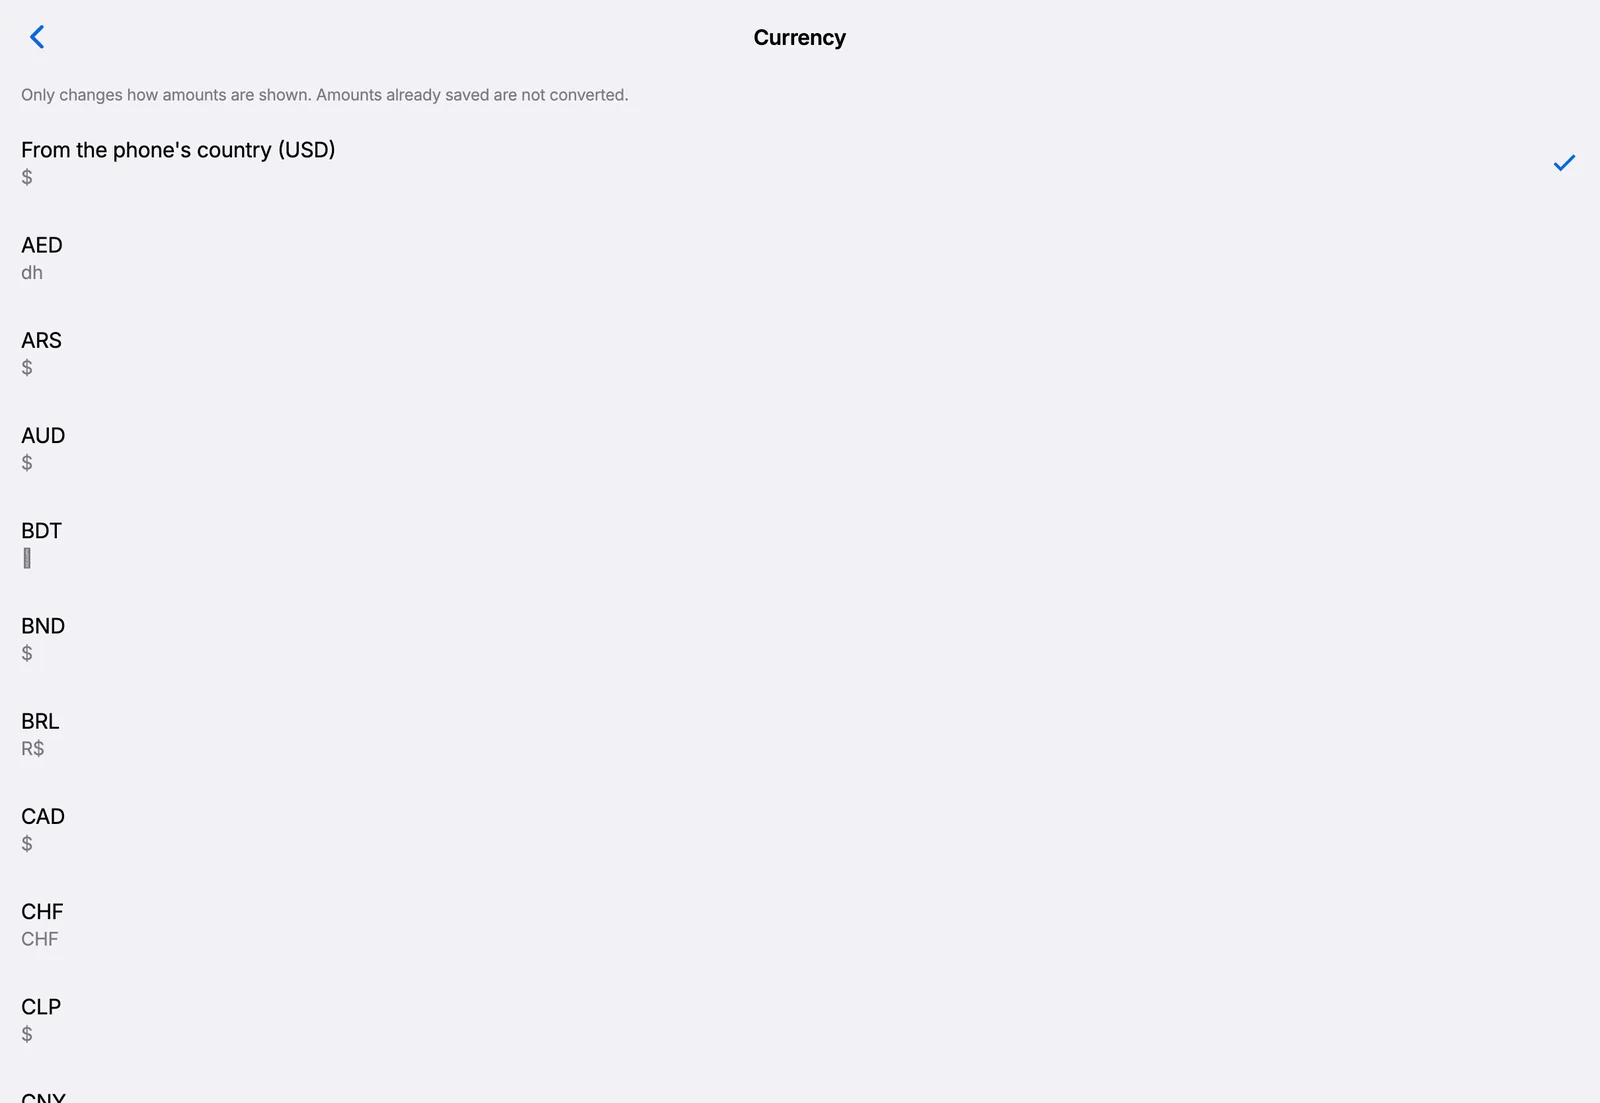 Currency
Only changes how amounts are shown. Amounts already saved are not converted.
From the phone's country (USD)
$
AED
dh
ARS
$
AUD
$
BDT
BND
$
BRL
R$
CAD
$
CHF
CHF
CLP
$
CNY